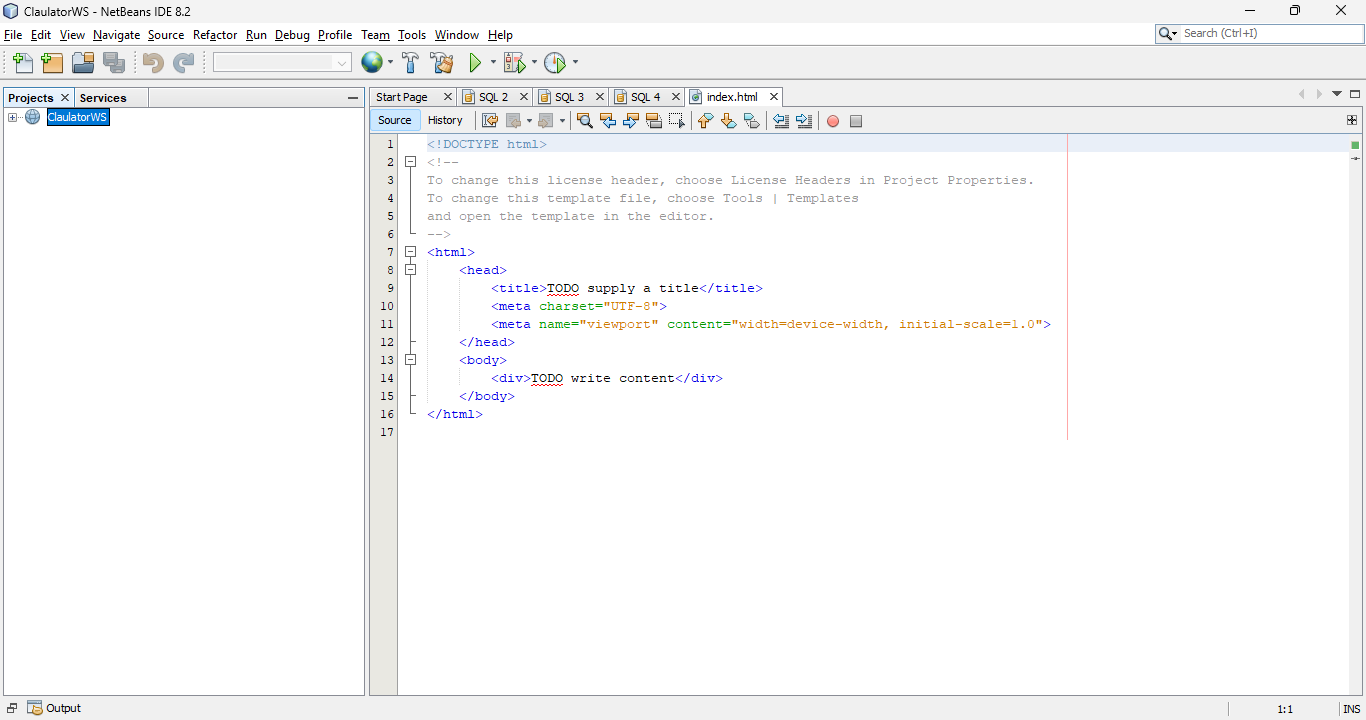 ClaulatorWS - NetBeans IDE 8.2
File Edit View Navigate Source Refactor Run Debug Profile Team Tools Window Help
Search (Ctrl+I)
Projects Services
ClaulatorWS
Start Page SQL 2 SQL 3 SQL 4 index.html
Source History
1 <!DOCTYPE html>
2 <!--
3 To change this license header, choose License Headers in Project Properties.
4 To change this template file, choose Tools | Templates
5 and open the template in the editor.
6 -->
7 <html>
8 <head>
9 <title>TODO supply a title</title>
10 <meta charset="UTF-8">
11 <meta name="viewport" content="width=device-width, initial-scale=1.0">
12 </head>
13 <body>
14 <div>TODO write content</div>
15 </body>
16 </html>
17
Output
1:1 INS